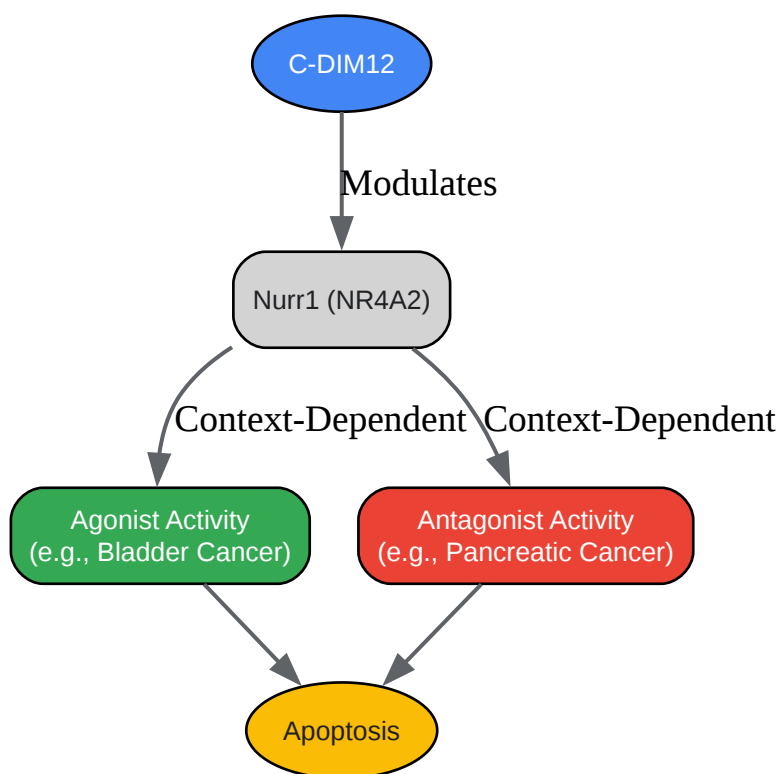 C-DIM12
Modulates
Nurr1 (NR4A2)
Context-Dependent
Context-Dependent
Agonist Activity
(e.g., Bladder Cancer)
Antagonist Activity
(e.g., Pancreatic Cancer)
Apoptosis